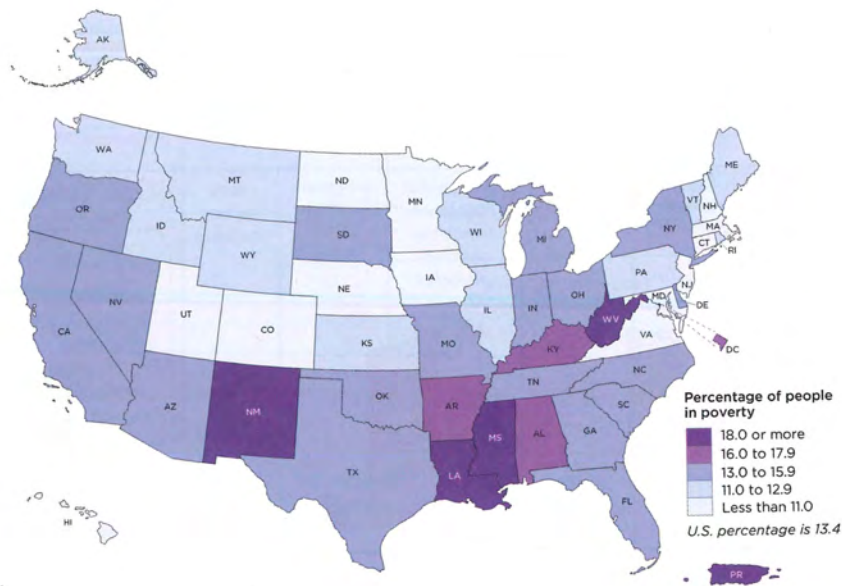 AK
WA
MT
ND
MN
ME
VT
NH
OR
ID
SD
WI
MI
NY
MA
CT
RI
WY
IA
PA
NJ
NE
NV
UT
IL
IN
OH
MD
DE
CO
WV
CA
KS
MO
KY
VA
DC
TN
NC
AZ
NM
OK
AR
SC
MS
AL
GA
TX
LA
FL
HI
PR
Percentage of people
in poverty
18.0 or more
16.0 to 17.9
13.0 to 15.9
11.0 to 12.9
Less than 11.0
U.S. percentage is 13.4